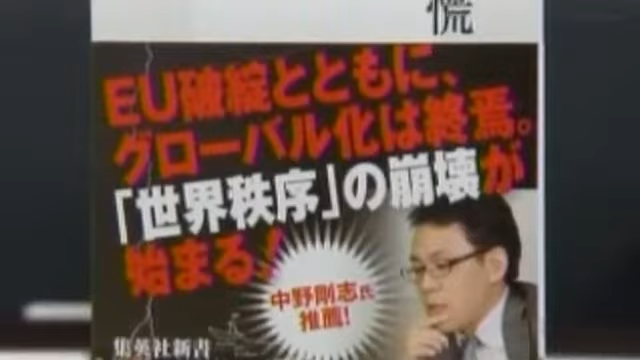 慌
EU破綻とともに、
グローバル化は終焉。
「世界秩序」の崩壊が
始まる!
中野剛志氏
推薦!
集英社新書